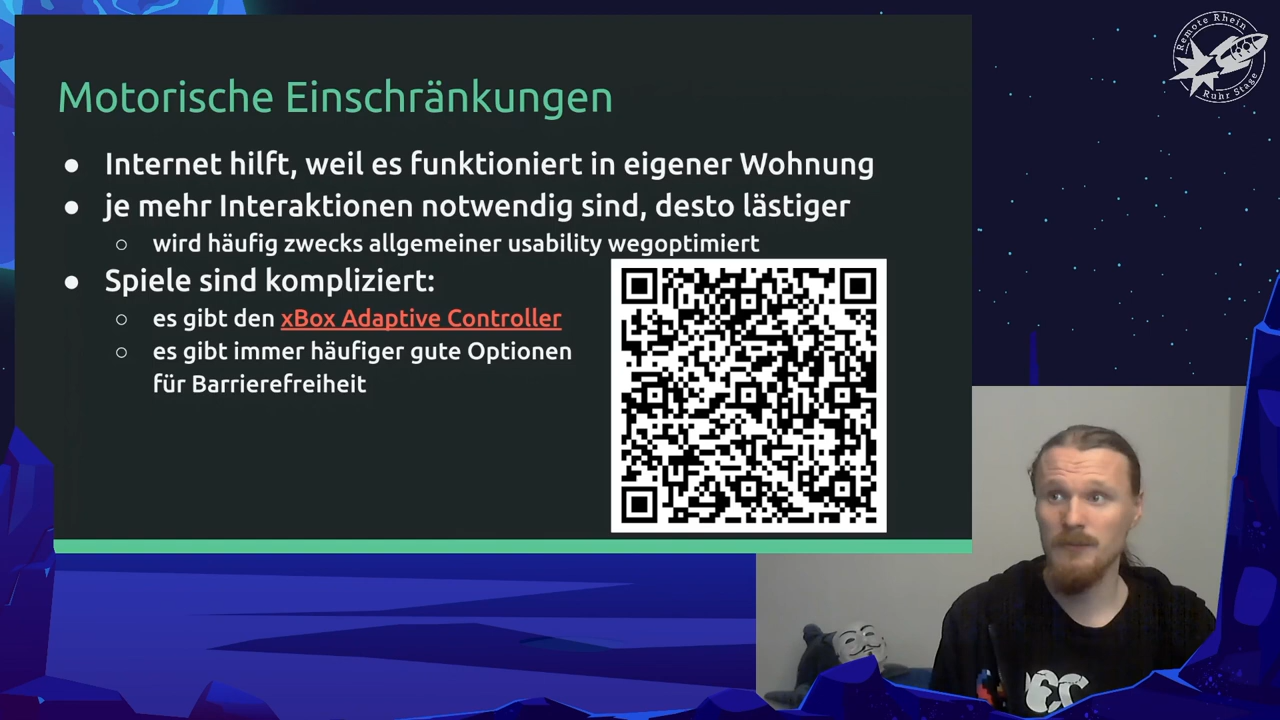 Remote Rhein
Ruhr Stage
Motorische Einschränkungen
● Internet hilft, weil es funktioniert in eigener Wohnung
● je mehr Interaktionen notwendig sind, desto lästiger
○ wird häufig zwecks allgemeiner usability wegoptimiert
● Spiele sind kompliziert:
○ es gibt den xBox Adaptive Controller
○ es gibt immer häufiger gute Optionen
für Barrierefreiheit